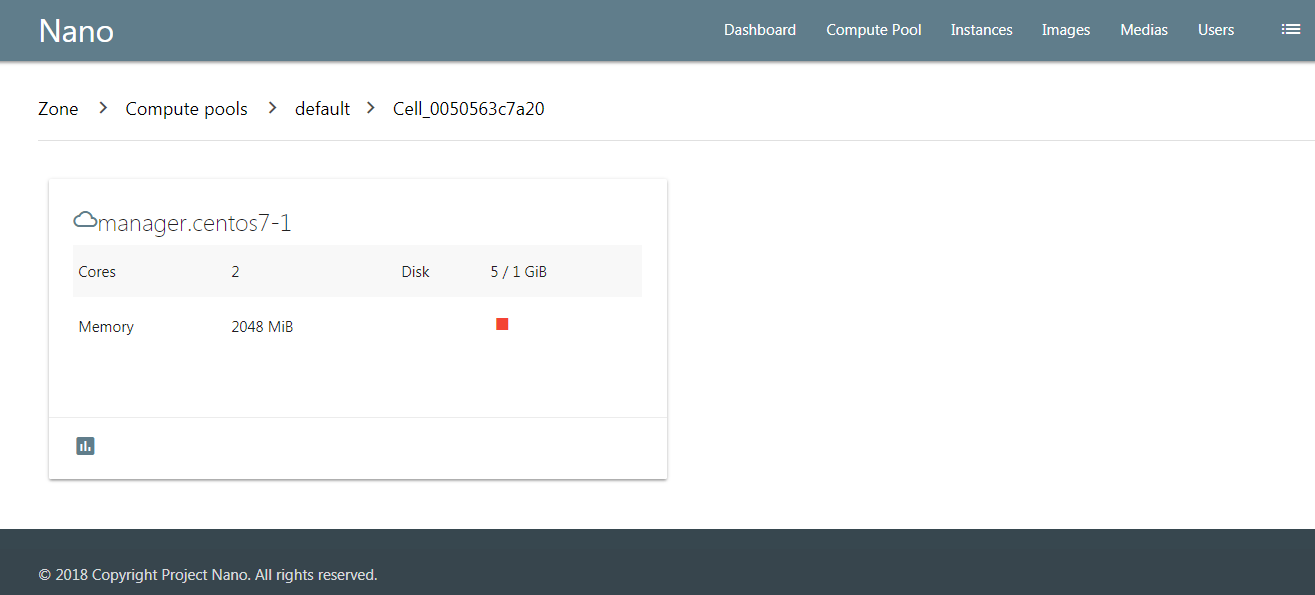 Nano
Dashboard Compute Pool Instances Images Medias Users
Zone Compute pools default Cell_0050563c7a20
manager.centos7-1
Cores 2 Disk 5 / 1 GiB
Memory 2048 MiB
© 2018 Copyright Project Nano. All rights reserved.